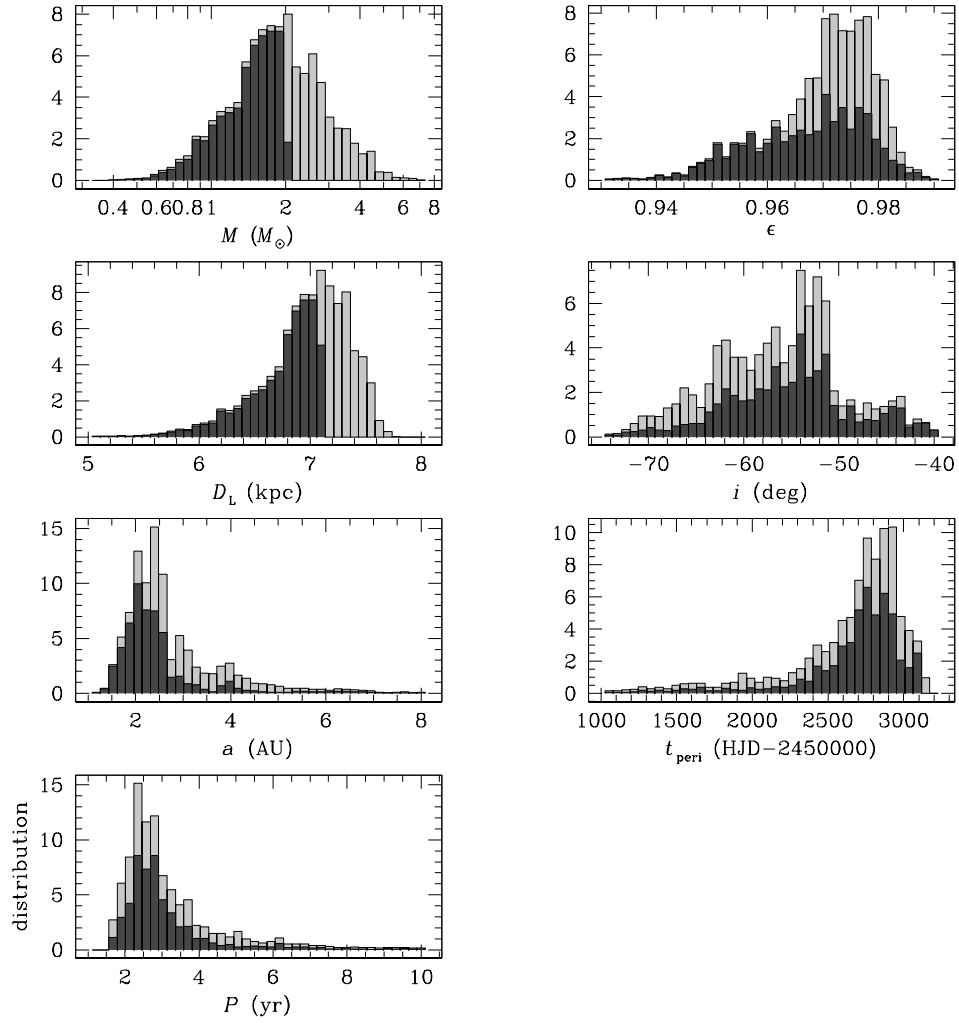 8
6
4
2
0
0.4 0.6 0.8 1 2 4 6 8
M (M⊙)
8
6
4
2
0
0.94 0.96 0.98
ϵ
8
6
4
2
0
5 6 7 8
D_L (kpc)
6
4
2
0
−70 −60 −50 −40
i (deg)
15
10
5
0
2 4 6 8
a (AU)
10
8
6
4
2
0
1000 1500 2000 2500 3000
t_peri (HJD−2450000)
distribution
15
10
5
0
2 4 6 8 10
P (yr)